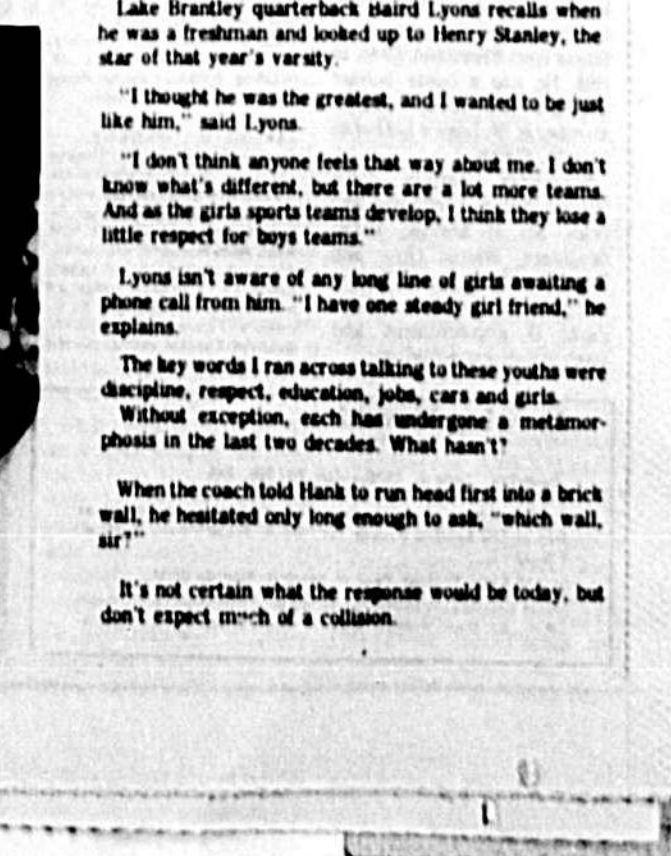 Lake Brantley quarterback Baird Lyons recalls when
he was a freshman and looked up to Henry Stanley, the
star of that year's varsity.
"I thought he was the greatest, and I wanted to be just
like him," said Lyons.
"I don't think anyone feels that way about me. I don't
know what's different, but there are a lot more teams.
And as the girls sports teams develop, I think they lose a
little respect for boys teams."
Lyons isn't aware of any long line of girls awaiting a
phone call from him. "I have one steady girl friend," he
explains.
The key words I ran across talking to these youths were
discipline, respect, education, jobs, cars and girls.
Without exception, each has undergone a metamor-
phosis in the last two decades. What hasn't?
When the coach told Hank to run head first into a brick
wall, he hesitated only long enough to ask, "which wall,
sir?"
It's not certain what the response would be today, but
don't expect much of a collision.